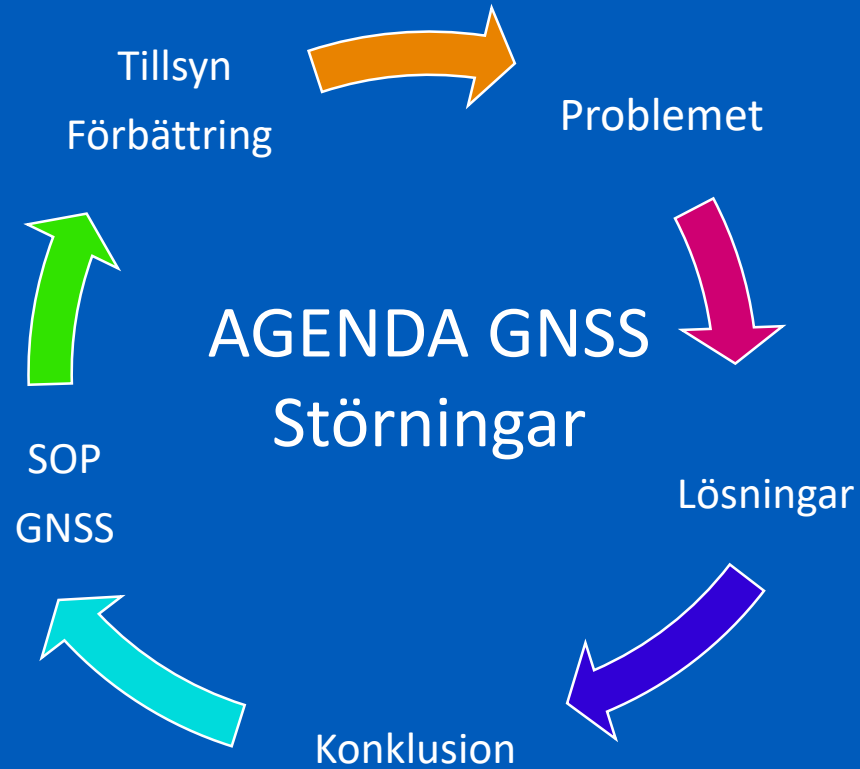 Tillsyn
Förbättring
Problemet
AGENDA GNSS
Störningar
Lösningar
SOP
GNSS
Konklusion